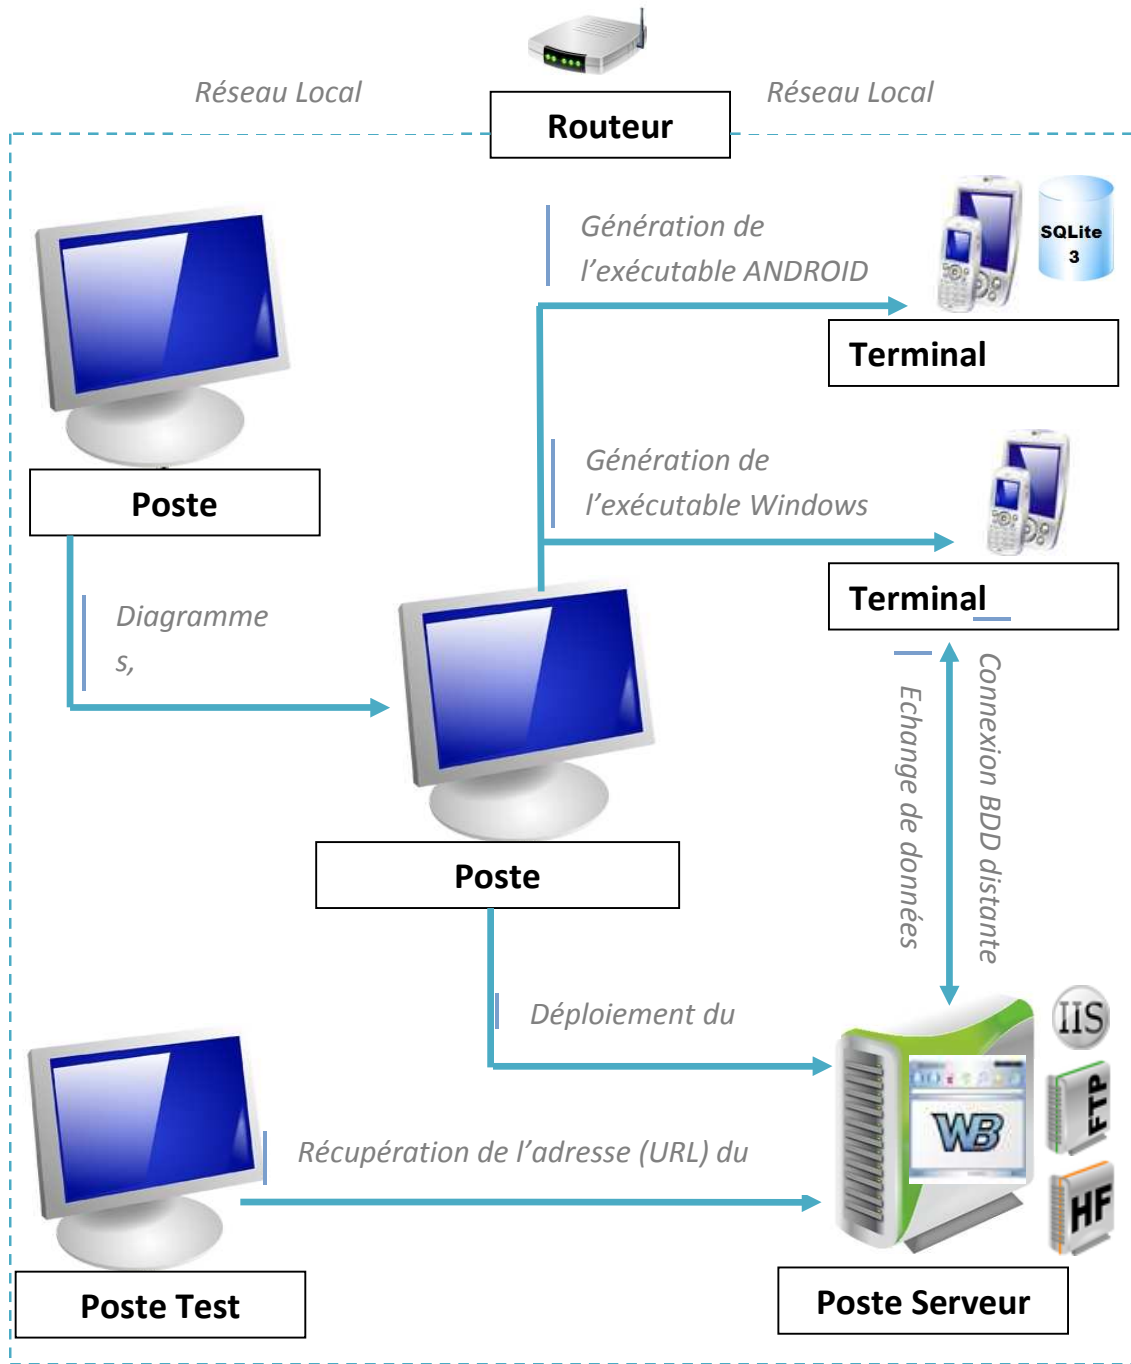 Réseau Local
Réseau Local
Routeur
Génération de
l’exécutable ANDROID
SQLite
3
Terminal
Génération de
l’exécutable Windows
Poste
Terminal
Diagramme
s,
Connexion BDD distante
Echange de données
Poste
Déploiement du
IIS
FTP
WB
Récupération de l’adresse (URL) du
HF
Poste Test
Poste Serveur